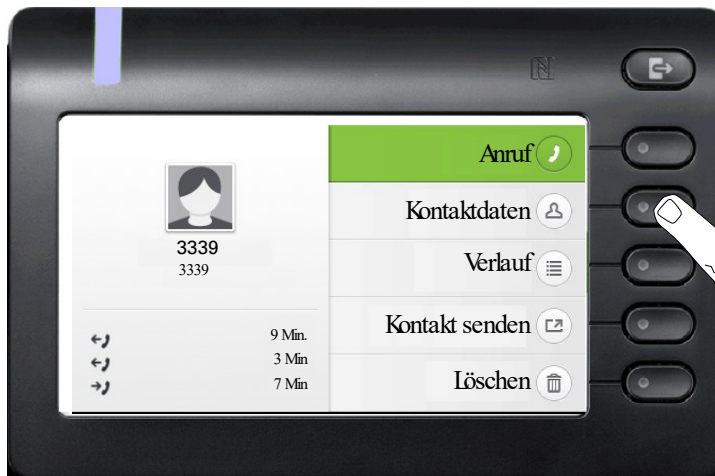 Anruf
Kontaktdaten
3339
3339
Verlauf
Kontakt senden
9 Min.
3 Min
7 Min
Löschen